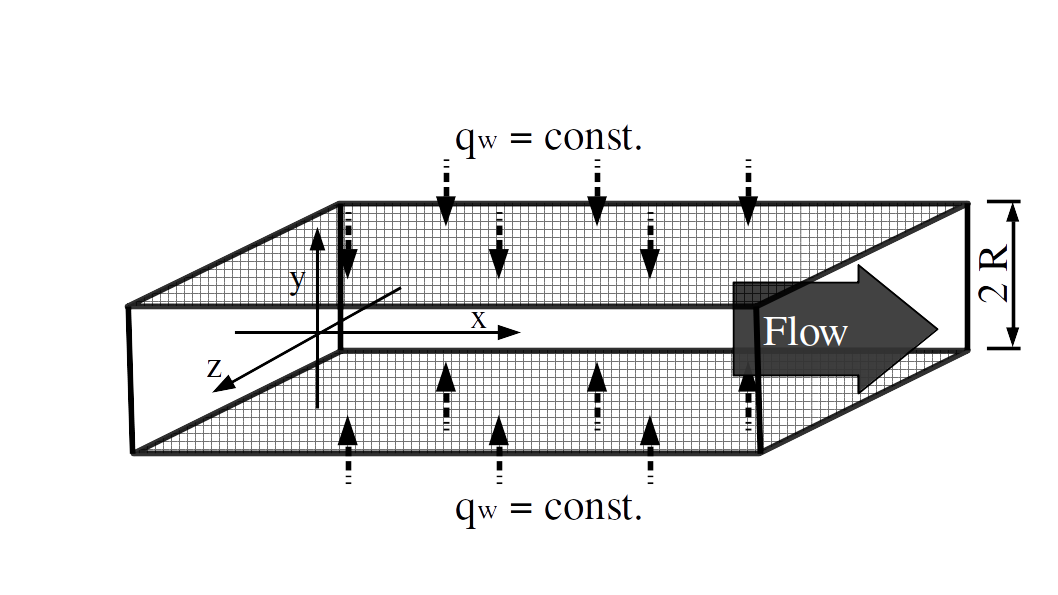 qw = const.
y
x
z
Flow
2 R
qw = const.